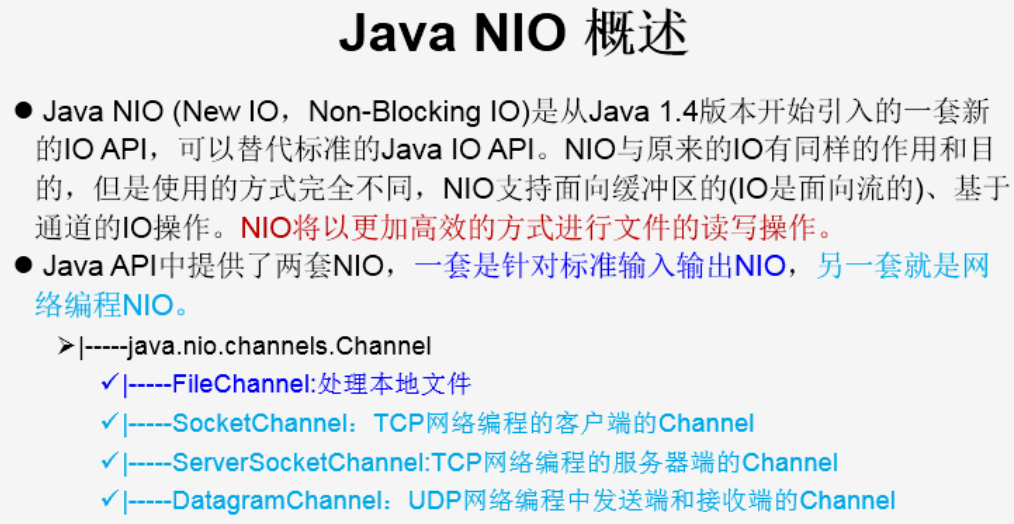 Java NIO 概述
● Java NIO (New IO，Non-Blocking IO)是从Java 1.4版本开始引入的一套新
的IO API，可以替代标准的Java IO API。NIO与原来的IO有同样的作用和目
的，但是使用的方式完全不同，NIO支持面向缓冲区的(IO是面向流的)、基于
通道的IO操作。NIO将以更加高效的方式进行文件的读写操作。
● Java API中提供了两套NIO，一套是针对标准输入输出NIO，另一套就是网
络编程NIO。
➢|-----java.nio.channels.Channel
✓|-----FileChannel:处理本地文件
✓|-----SocketChannel：TCP网络编程的客户端的Channel
✓|-----ServerSocketChannel:TCP网络编程的服务器端的Channel
✓|-----DatagramChannel：UDP网络编程中发送端和接收端的Channel